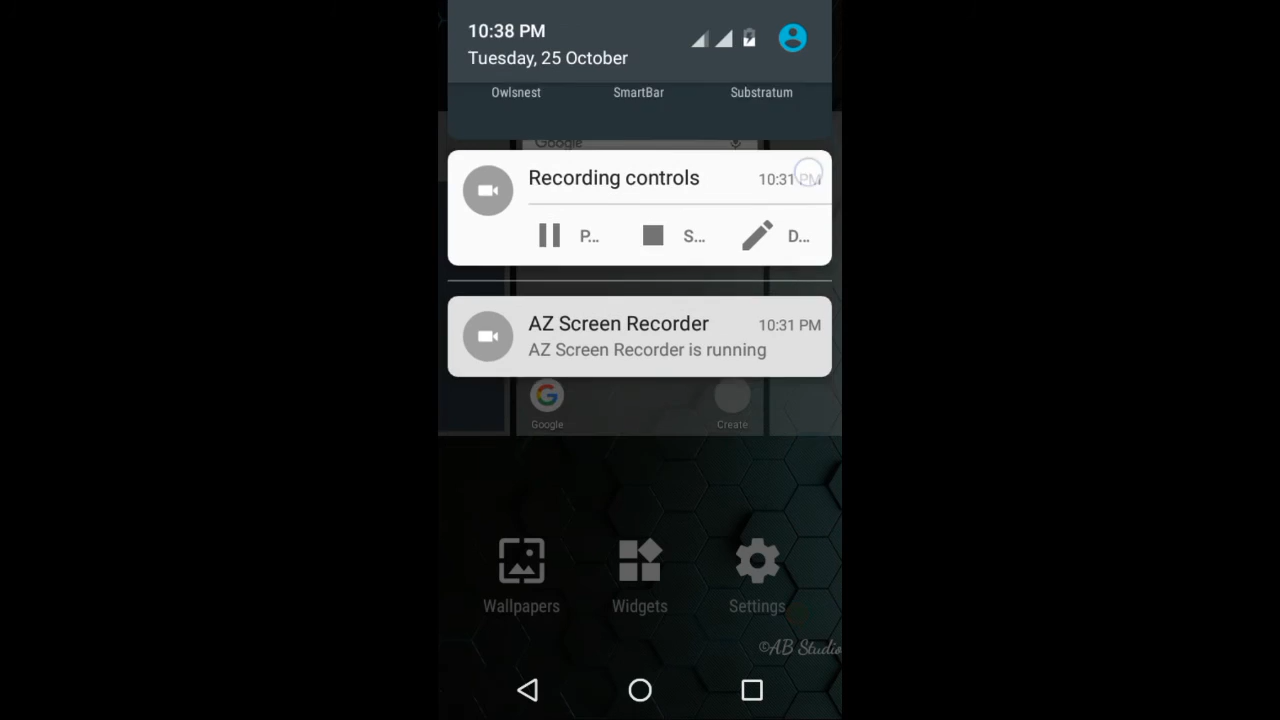 10:38 PM
Tuesday, 25 October
Owlsnest SmartBar Substratum
Google
Recording controls 10:31 PM
P... S... D...
AZ Screen Recorder 10:31 PM
AZ Screen Recorder is running
Google Create
Wallpapers Widgets Settings
©AB Studio